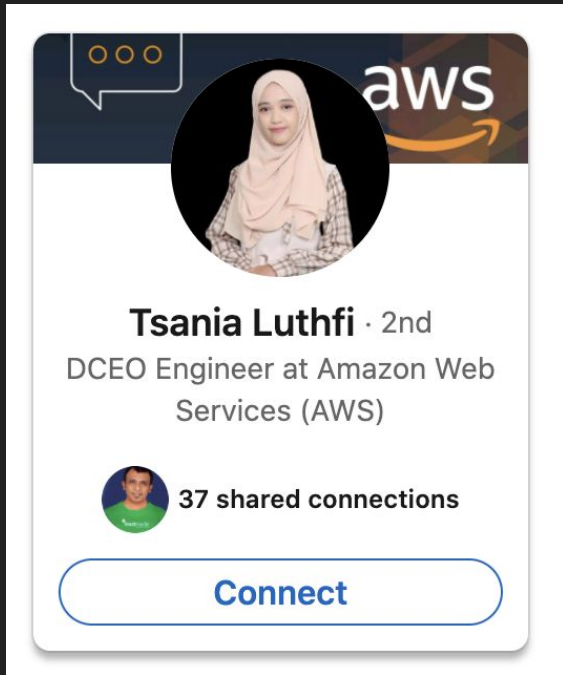 aws
Tsania Luthfi · 2nd
DCEO Engineer at Amazon Web
Services (AWS)
37 shared connections
Connect